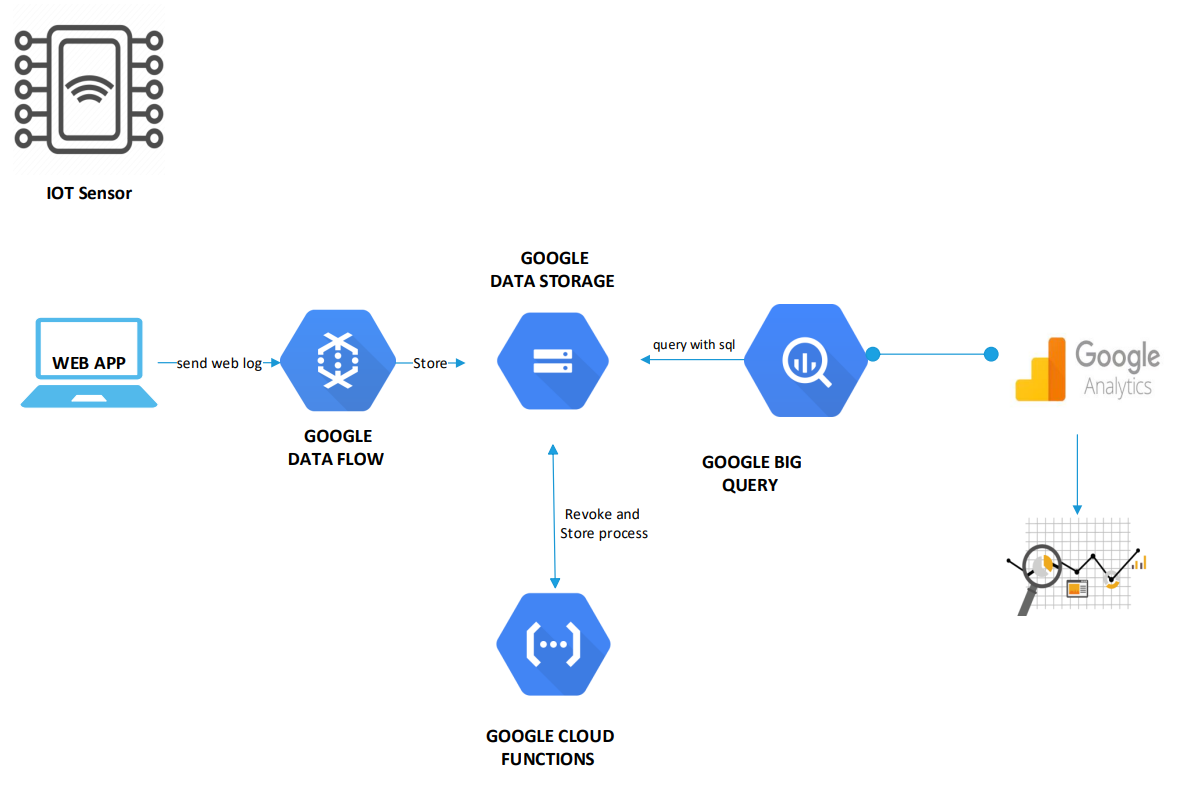 IOT Sensor
GOOGLE
DATA STORAGE
WEB APP
send web log
GOOGLE
DATA FLOW
Store
query with sql
GOOGLE BIG
QUERY
Google
Analytics
Revoke and
Store process
GOOGLE CLOUD
FUNCTIONS